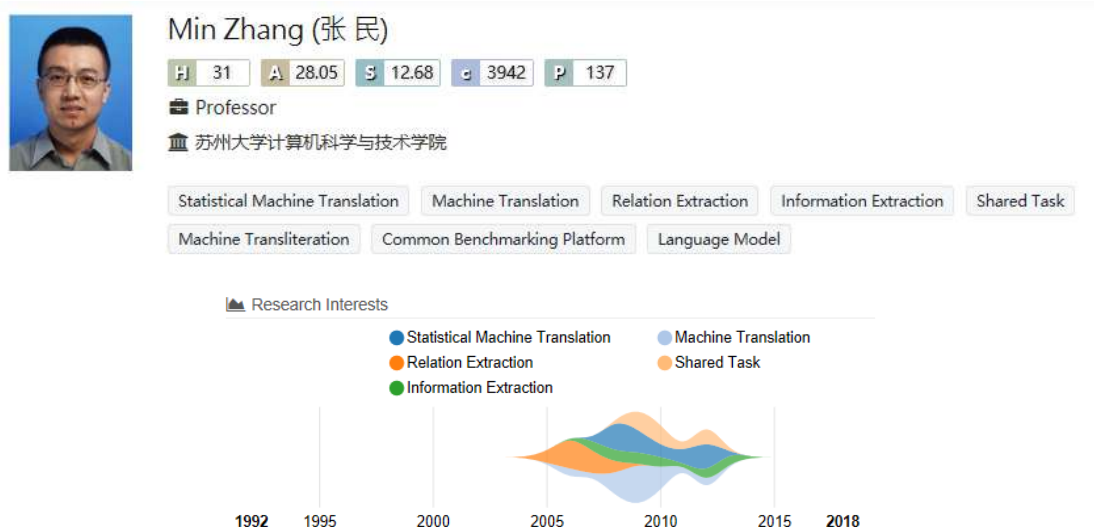 Min Zhang (张 民)
H 31 A 28.05 S 12.68 c 3942 P 137
Professor
苏州大学计算机科学与技术学院
Statistical Machine Translation Machine Translation Relation Extraction Information Extraction Shared Task
Machine Transliteration Common Benchmarking Platform Language Model
Research Interests
Statistical Machine Translation Machine Translation
Relation Extraction Shared Task
Information Extraction
1992 1995 2000 2005 2010 2015 2018